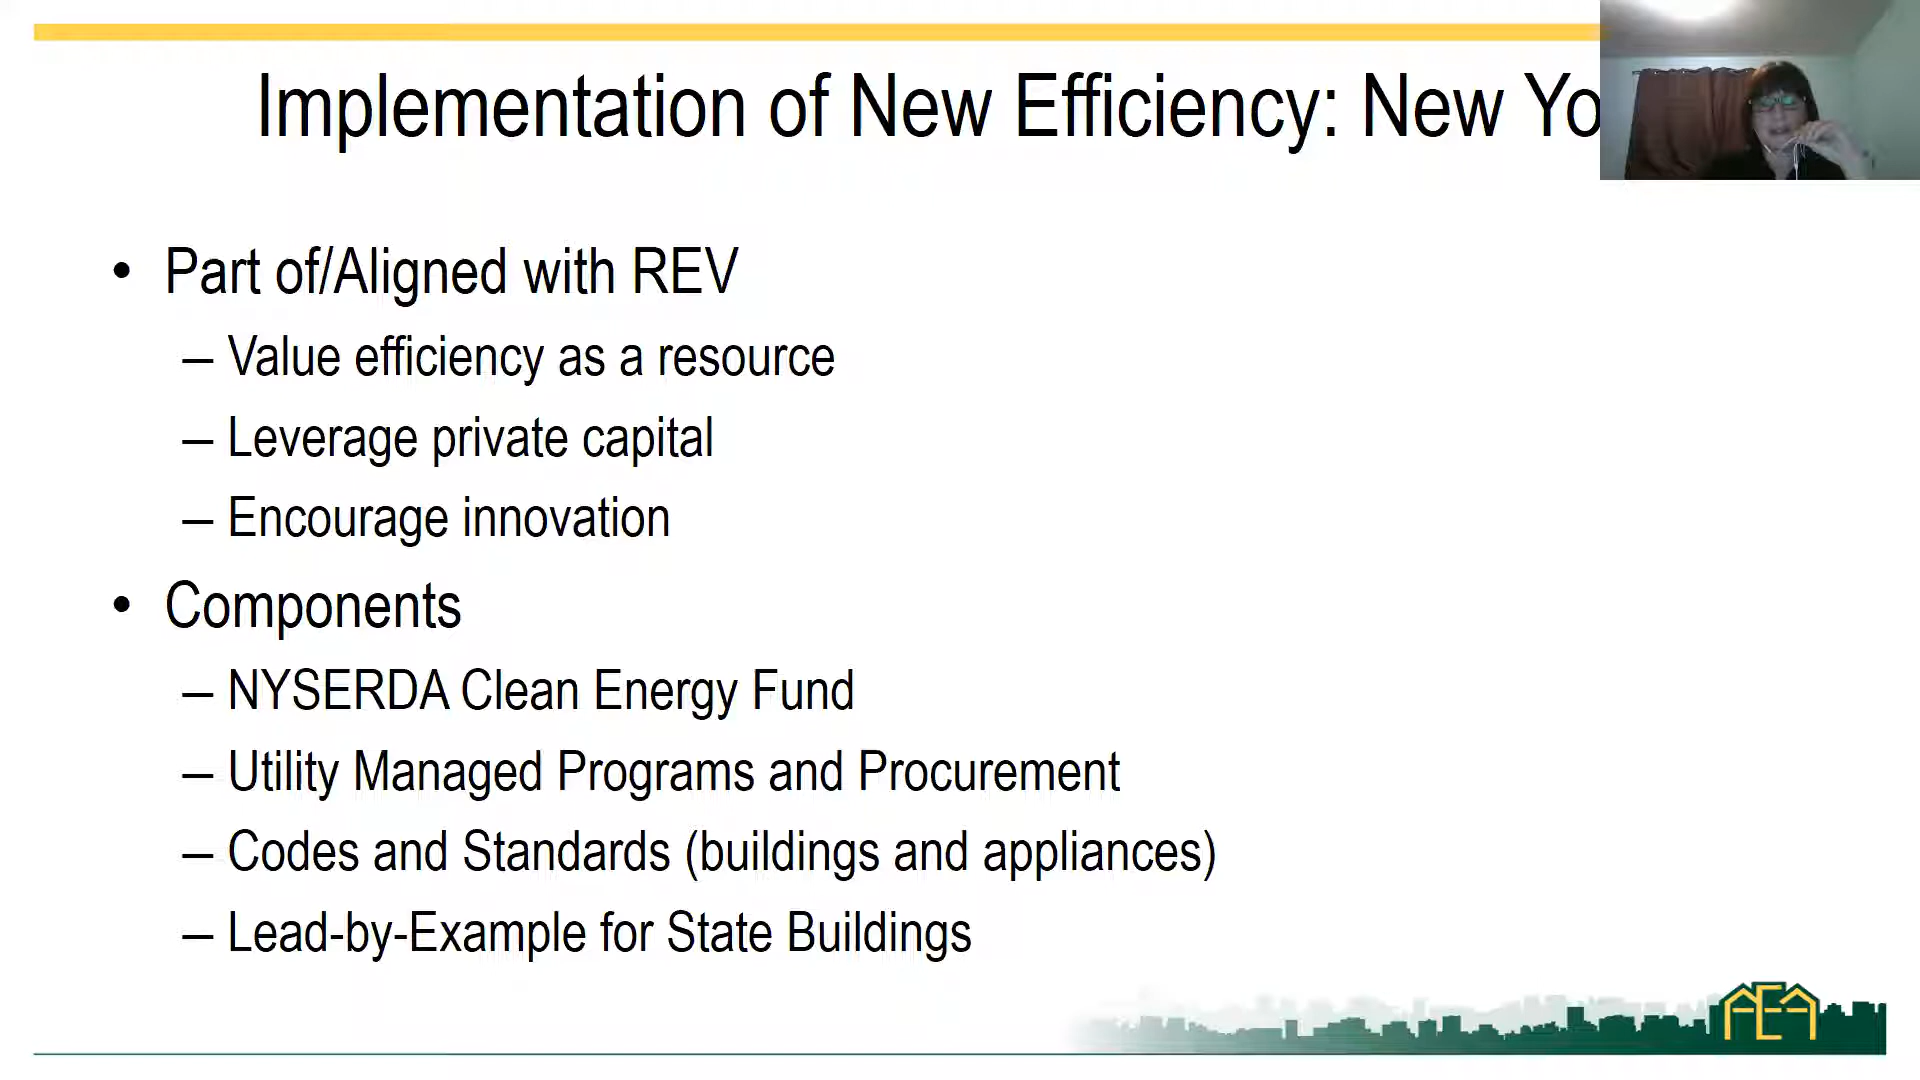 Implementation of New Efficiency: New Yo
• Part of/Aligned with REV
– Value efficiency as a resource
– Leverage private capital
– Encourage innovation
• Components
– NYSERDA Clean Energy Fund
– Utility Managed Programs and Procurement
– Codes and Standards (buildings and appliances)
– Lead-by-Example for State Buildings
AEA